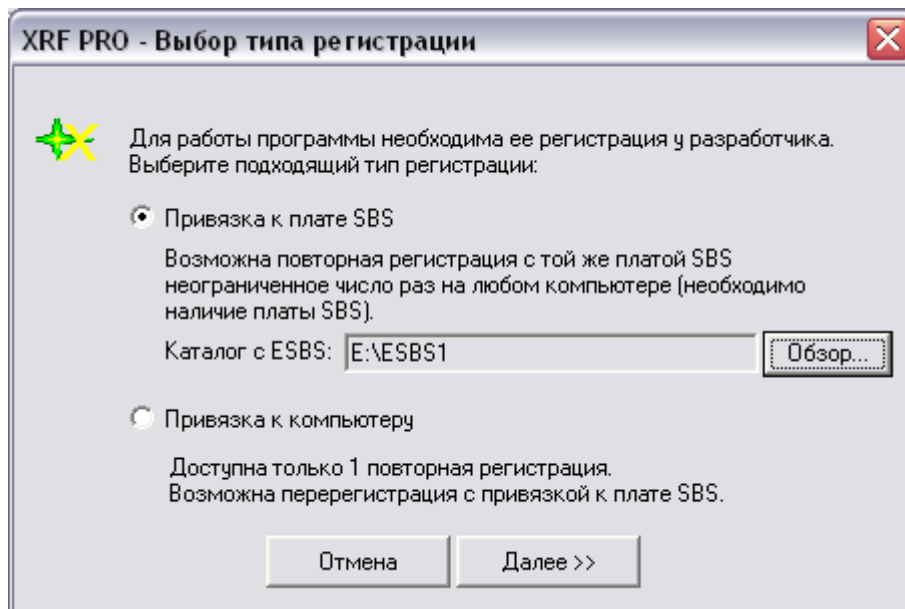 XRF PRO - Выбор типа регистрации
Для работы программы необходима ее регистрация у разработчика.
Выберите подходящий тип регистрации:
Привязка к плате SBS
Возможна повторная регистрация с той же платой SBS
неограниченное число раз на любом компьютере (необходимо
наличие платы SBS).
Каталог с ESBS: E:\ESBS1 Обзор...
Привязка к компьютеру
Доступна только 1 повторная регистрация.
Возможна перерегистрация с привязкой к плате SBS.
Отмена Далее >>